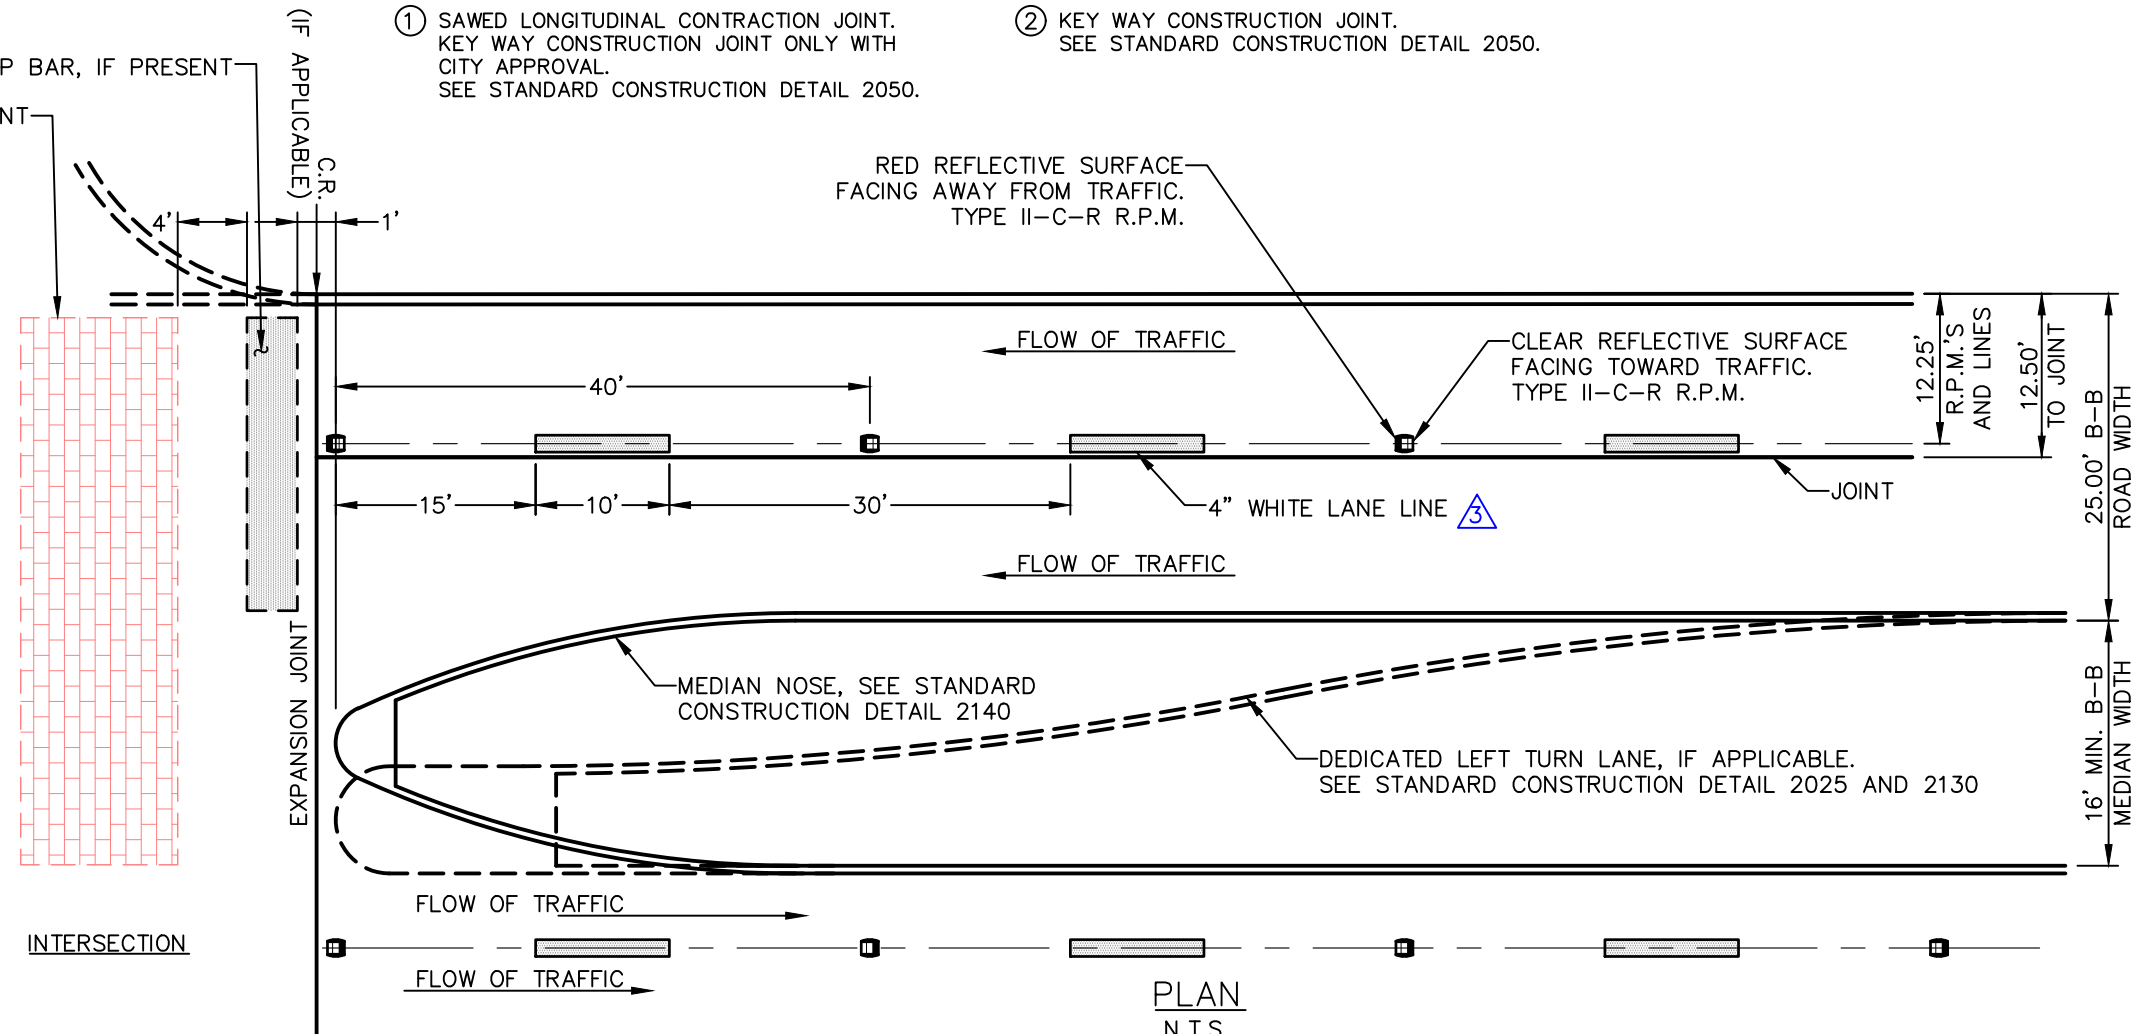 ① SAWED LONGITUDINAL CONTRACTION JOINT.
KEY WAY CONSTRUCTION JOINT ONLY WITH
CITY APPROVAL.
SEE STANDARD CONSTRUCTION DETAIL 2050.
② KEY WAY CONSTRUCTION JOINT.
SEE STANDARD CONSTRUCTION DETAIL 2050.
P BAR, IF PRESENT
NT
(IF APPLICABLE)
C.R.
4'
1'
RED REFLECTIVE SURFACE
FACING AWAY FROM TRAFFIC.
TYPE II-C-R R.P.M.
FLOW OF TRAFFIC
CLEAR REFLECTIVE SURFACE
FACING TOWARD TRAFFIC.
TYPE II-C-R R.P.M.
12.25'
R.P.M.'S
AND LINES
12.50'
TO JOINT
25.00' B-B
ROAD WIDTH
40'
15'
10'
30'
4" WHITE LANE LINE 3
JOINT
FLOW OF TRAFFIC
EXPANSION JOINT
MEDIAN NOSE, SEE STANDARD
CONSTRUCTION DETAIL 2140
DEDICATED LEFT TURN LANE, IF APPLICABLE.
SEE STANDARD CONSTRUCTION DETAIL 2025 AND 2130
16' MIN. B-B
MEDIAN WIDTH
FLOW OF TRAFFIC
INTERSECTION
FLOW OF TRAFFIC
PLAN
N.T.S.